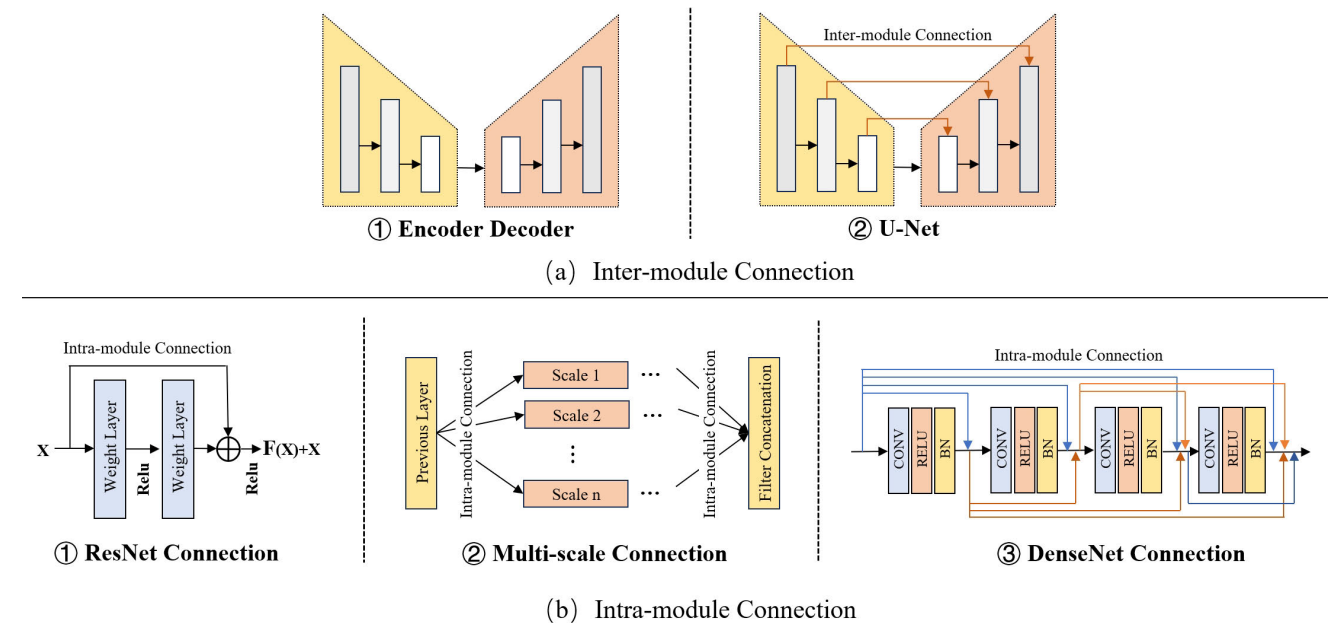 Inter-module Connection
① Encoder Decoder
② U-Net
(a) Inter-module Connection
Intra-module Connection
X
Weight Layer
Relu
Weight Layer
Relu
F(X)+X
① ResNet Connection
Previous Layer
Intra-module Connection
Scale 1
...
Scale 2
...
⋮
Scale n
...
Intra-module Connection
Filter Concatenation
② Multi-scale Connection
Intra-module Connection
CONV
RELU
BN
CONV
RELU
BN
CONV
RELU
BN
CONV
RELU
BN
③ DenseNet Connection
(b) Intra-module Connection